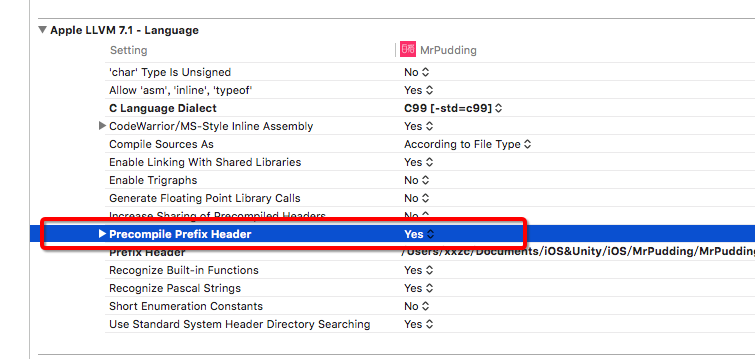 Apple LLVM 7.1 - Language
Setting MrPudding
'char' Type Is Unsigned No
Allow 'asm', 'inline', 'typeof' Yes
C Language Dialect C99 [-std=c99]
CodeWarrior/MS-Style Inline Assembly Yes
Compile Sources As According to File Type
Enable Linking With Shared Libraries Yes
Enable Trigraphs No
Generate Floating Point Library Calls No
Increase Sharing of Precompiled Headers No
Precompile Prefix Header Yes
Prefix Header /Users/xxzc/Documents/iOS&Unity/iOS/MrPudding/MrPudding
Recognize Built-in Functions Yes
Recognize Pascal Strings Yes
Short Enumeration Constants No
Use Standard System Header Directory Searching Yes